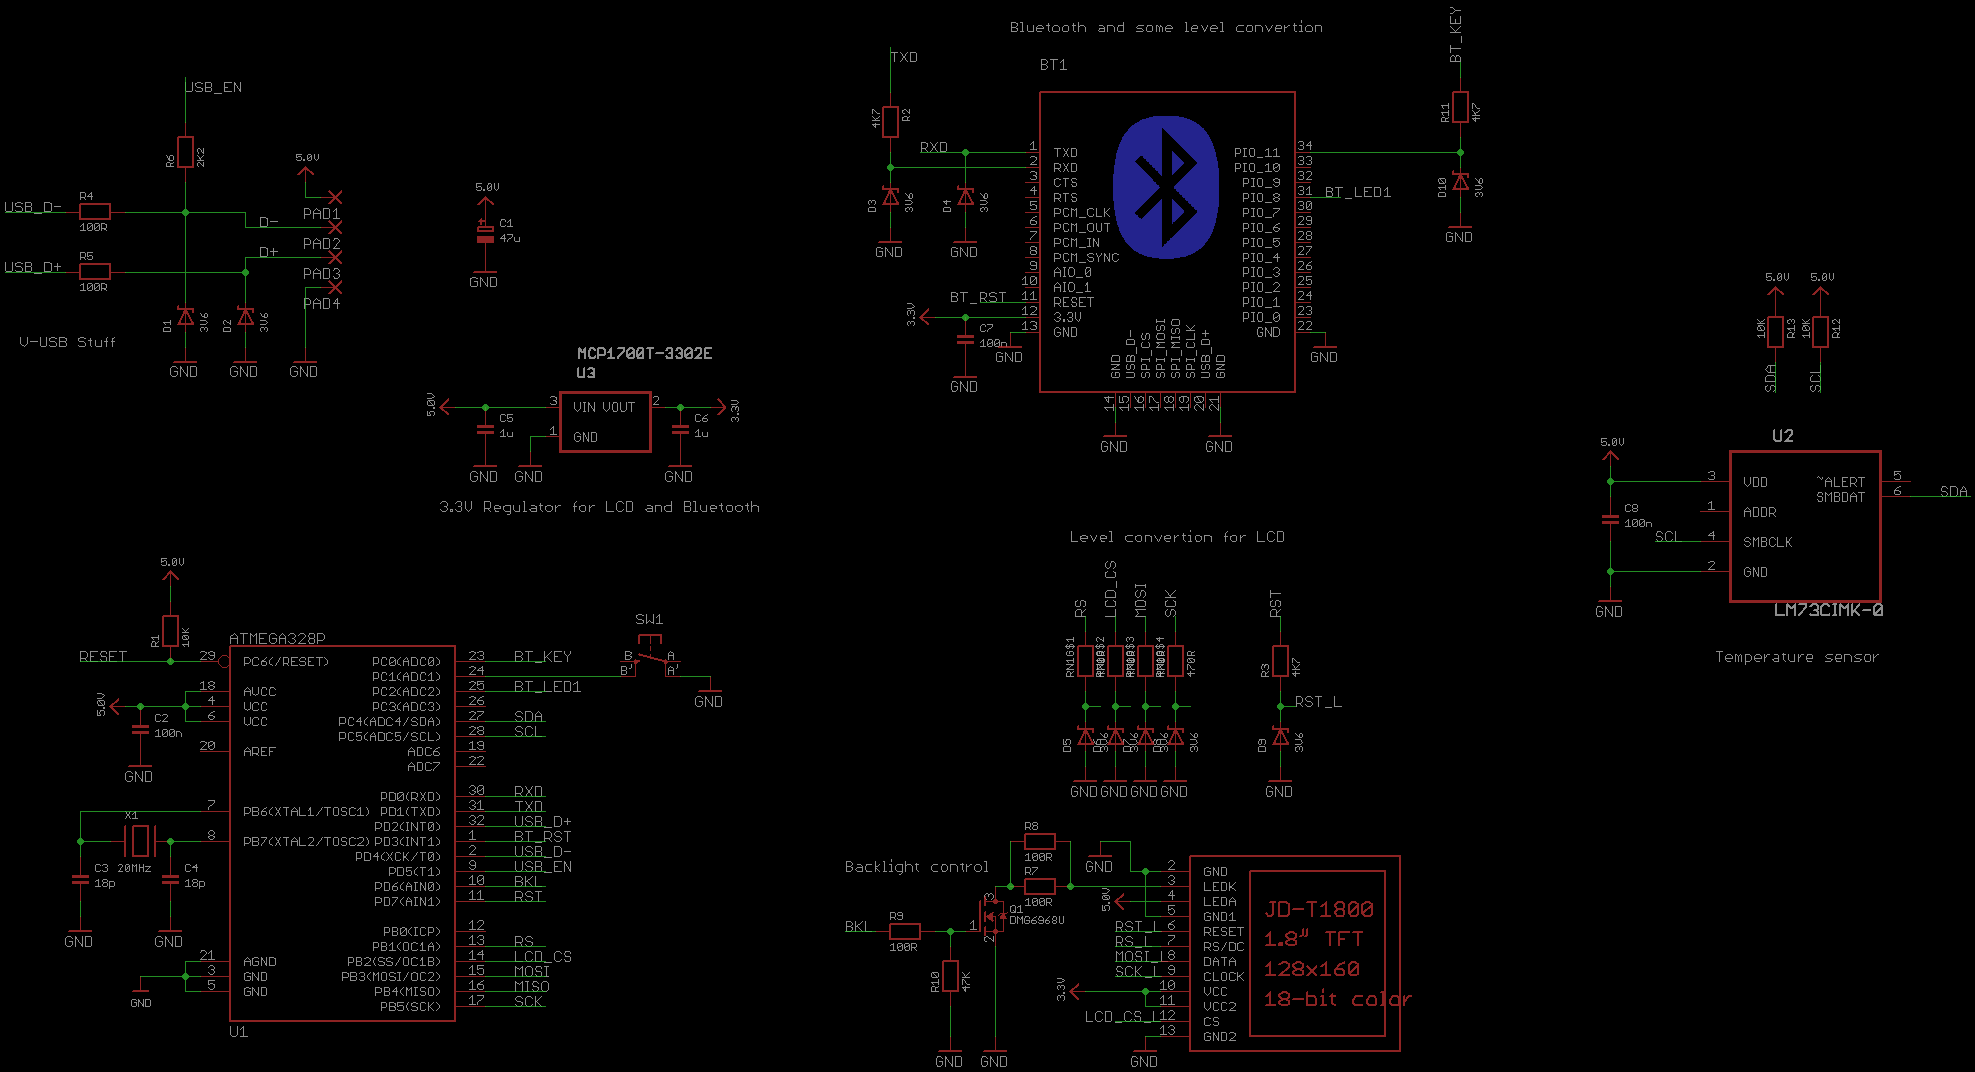 Bluetooth and some level convertion
BT_KEY
TXD
BT1
USB_EN
R6
2K2
5.0V
USB_D-
R4
100R
D-
PAD1
PAD2
USB_D+
R5
100R
D+
PAD3
PAD4
D1
3V6
D2
3V6
GND
GND
GND
V-USB Stuff
5.0V
C1
47u
GND
4K7
R2
RXD
D3
3V6
D4
3V6
GND
GND
1 TXD
2 RXD
3 CTS
4 RTS
5 PCM_CLK
6 PCM_OUT
7 PCM_IN
8 PCM_SYNC
9 AIO_0
10 AIO_1
11 RESET
12 3.3V
13 GND
BT_RST
3.3V
C7
100n
GND
GND
PIO_11 34
PIO_10 33
PIO_9 32
PIO_8 31
PIO_7 30
PIO_6 29
PIO_5 28
PIO_4 27
PIO_3 26
PIO_2 25
PIO_1 24
PIO_0 23
GND 22
BT_LED1
GND
GND 14
USB_D- 15
SPI_CS 16
SPI_MOSI 17
SPI_MISO 18
SPI_CLK 19
USB_D+ 20
GND 21
GND
GND
R11
4K7
D10
3V6
GND
MCP1700T-3302E
U3
5.0V
3 VIN VOUT 2
1 GND
3.3V
C5
1u
C6
1u
GND
GND
GND
3.3V Regulator for LCD and Bluetooth
5.0V
5.0V
10K
R13
10K
R12
SDA
SCL
U2
5.0V
3 VDD
1 ADDR
4 SMBCLK
2 GND
~ALERT 5
SMBDAT 6
SDA
SCL
C8
100n
GND
LM73CIMK-0
Temperature sensor
5.0V
R1
10K
RESET
ATMEGA328P
29 PC6(/RESET)
18 AVCC
4 VCC
6 VCC
20 AREF
7 PB6(XTAL1/TOSC1)
8 PB7(XTAL2/TOSC2)
21 AGND
3 GND
5 GND
5.0V
C2
100n
GND
X1
20MHz
C3
18p
C4
18p
GND
GND
GND
PC0(ADC0) 23 BT_KEY
PC1(ADC1) 24
PC2(ADC2) 25 BT_LED1
PC3(ADC3) 26
PC4(ADC4/SDA) 27 SDA
PC5(ADC5/SCL) 28 SCL
ADC6 19
ADC7 22
PD0(RXD) 30 RXD
PD1(TXD) 31 TXD
PD2(INT0) 32 USB_D+
PD3(INT1) 1 BT_RST
PD4(XCK/T0) 2 USB_D-
PD5(T1) 9 USB_EN
PD6(AIN0) 10 BKL
PD7(AIN1) 11 RST
PB0(ICP) 12
PB1(OC1A) 13 RS
PB2(SS/OC1B) 14 LCD_CS
PB3(MOSI/OC2) 15 MOSI
PB4(MISO) 16 MISO
PB5(SCK) 17 SCK
U1
SW1
B A
B' A'
GND
Level convertion for LCD
RS
LCD_CS
MOSI
SCK
RST
RN1G$1
470R
R3
4K7
RST_L
D5
3V6
D9
3V6
GND GND GND GND
GND
Backlight control
R8
100R
R7
100R
GND
BKL
R9
100R
R10
47K
1
3
2
Q1
DMG6968U
GND
GND
5.0V
2 GND
3 LEDK
4 LEDA
5 GND1
RST_L 6 RESET
RS_L 7 RS/DC
MOSI_L 8 DATA
SCK_L 9 CLOCK
3.3V
10 VCC
11 VCC2
LCD_CS_L 12 CS
13 GND2
GND
JD-T1800
1.8" TFT
128x160
18-bit color